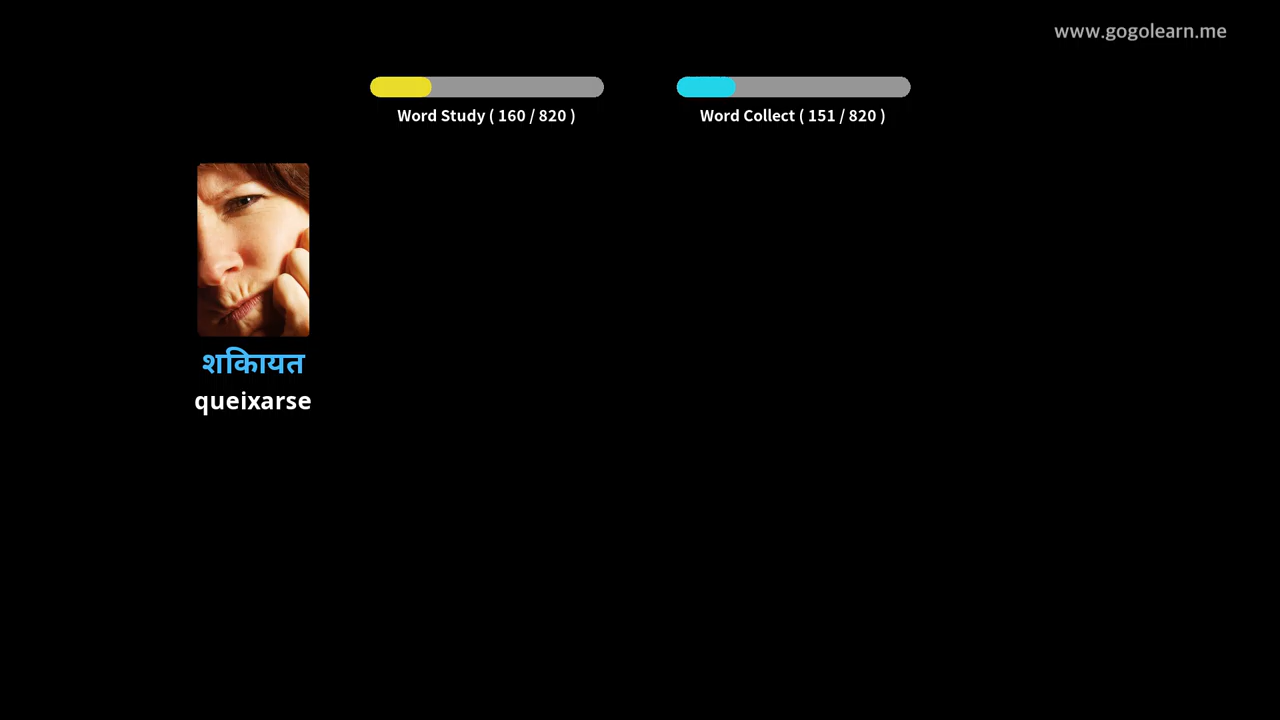 www.gogolearn.me
Word Study ( 160 / 820 )
Word Collect ( 151 / 820 )
शकिायत
queixarse